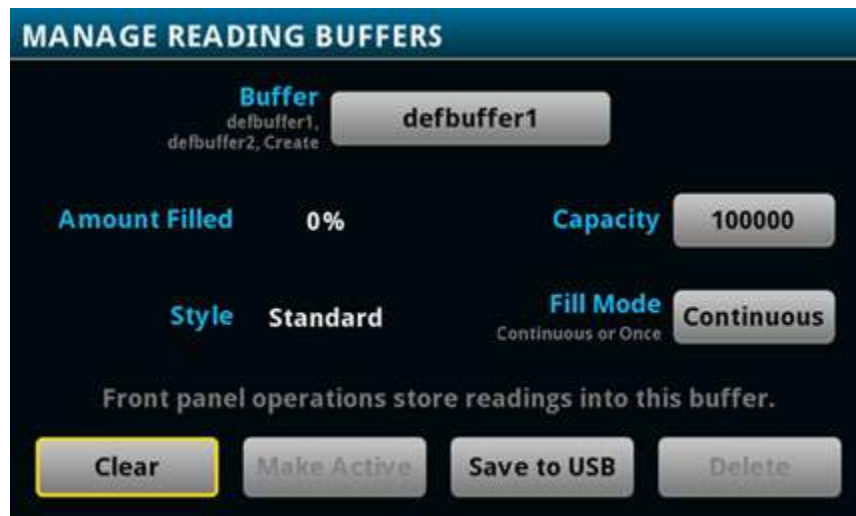 MANAGE READING BUFFERS
Buffer
defbuffer1,
defbuffer2, Create
defbuffer1
Amount Filled 0% Capacity 100000
Style Standard Fill Mode
Continuous or Once
Continuous
Front panel operations store readings into this buffer.
Clear Make Active Save to USB Delete